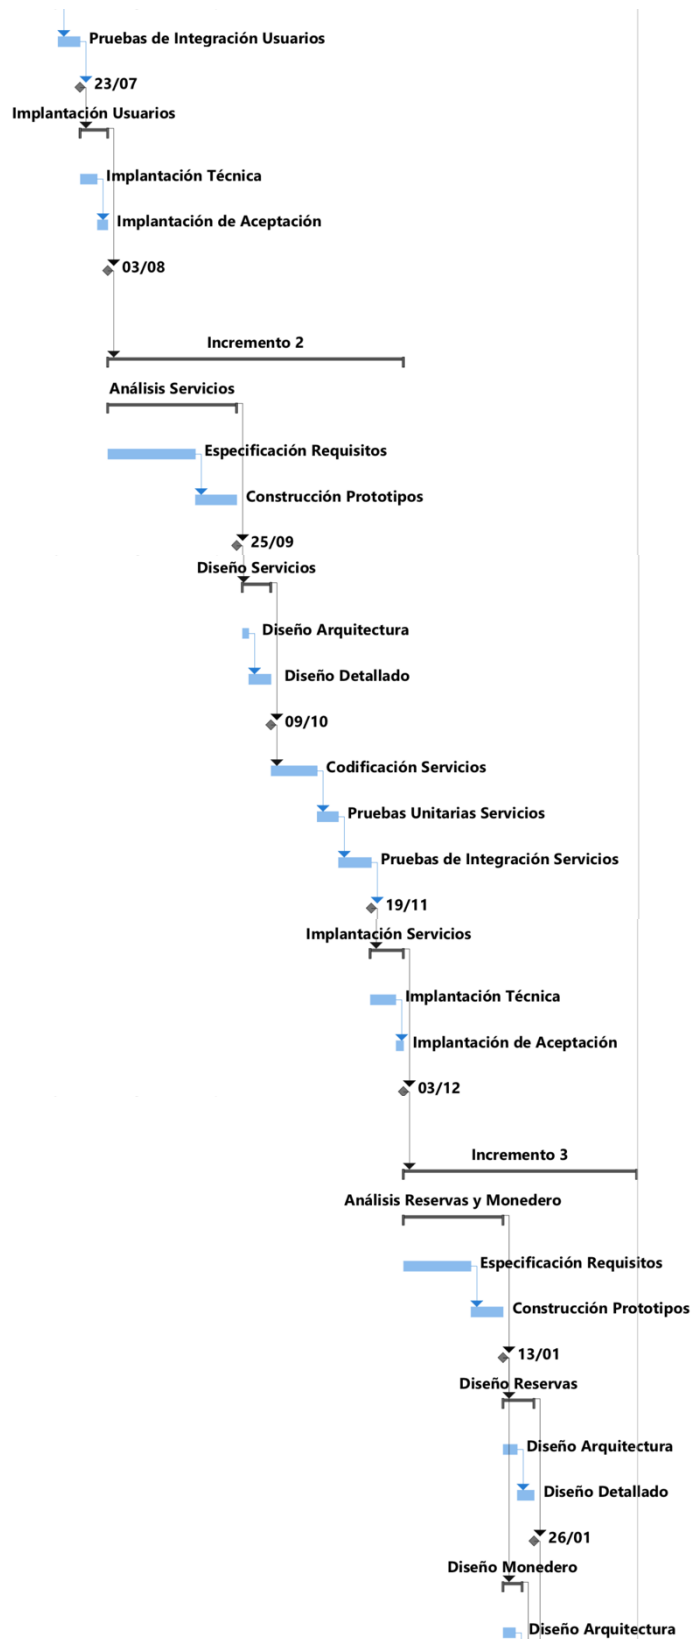 Pruebas de Integración Usuarios
23/07
Implantación Usuarios
Implantación Técnica
Implantación de Aceptación
03/08
Incremento 2
Análisis Servicios
Especificación Requisitos
Construcción Prototipos
25/09
Diseño Servicios
Diseño Arquitectura
Diseño Detallado
09/10
Codificación Servicios
Pruebas Unitarias Servicios
Pruebas de Integración Servicios
19/11
Implantación Servicios
Implantación Técnica
Implantación de Aceptación
03/12
Incremento 3
Análisis Reservas y Monedero
Especificación Requisitos
Construcción Prototipos
13/01
Diseño Reservas
Diseño Arquitectura
Diseño Detallado
26/01
Diseño Monedero
Diseño Arquitectura